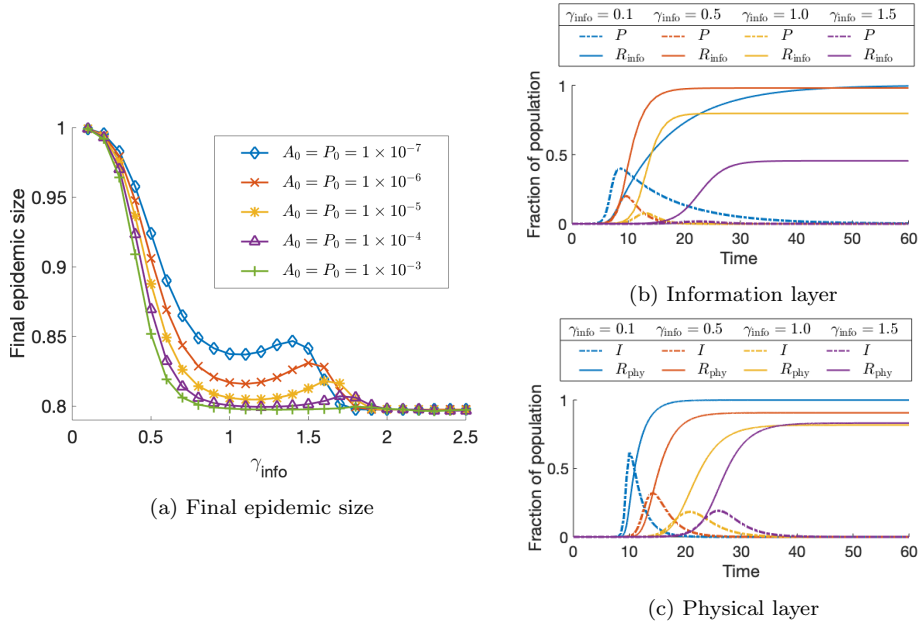 1
0.95
0.9
0.85
0.8
Final epidemic size
A₀ = P₀ = 1 × 10⁻⁷
A₀ = P₀ = 1 × 10⁻⁶
A₀ = P₀ = 1 × 10⁻⁵
A₀ = P₀ = 1 × 10⁻⁴
A₀ = P₀ = 1 × 10⁻³
0 0.5 1 1.5 2 2.5
γinfo
(a) Final epidemic size
γinfo = 0.1 γinfo = 0.5 γinfo = 1.0 γinfo = 1.5
P P P P
Rinfo Rinfo Rinfo Rinfo
Fraction of population
1
0.5
0
0 10 20 30 40 50 60
Time
(b) Information layer
γinfo = 0.1 γinfo = 0.5 γinfo = 1.0 γinfo = 1.5
I I I I
Rphy Rphy Rphy Rphy
Fraction of population
1
0.5
0
0 10 20 30 40 50 60
Time
(c) Physical layer